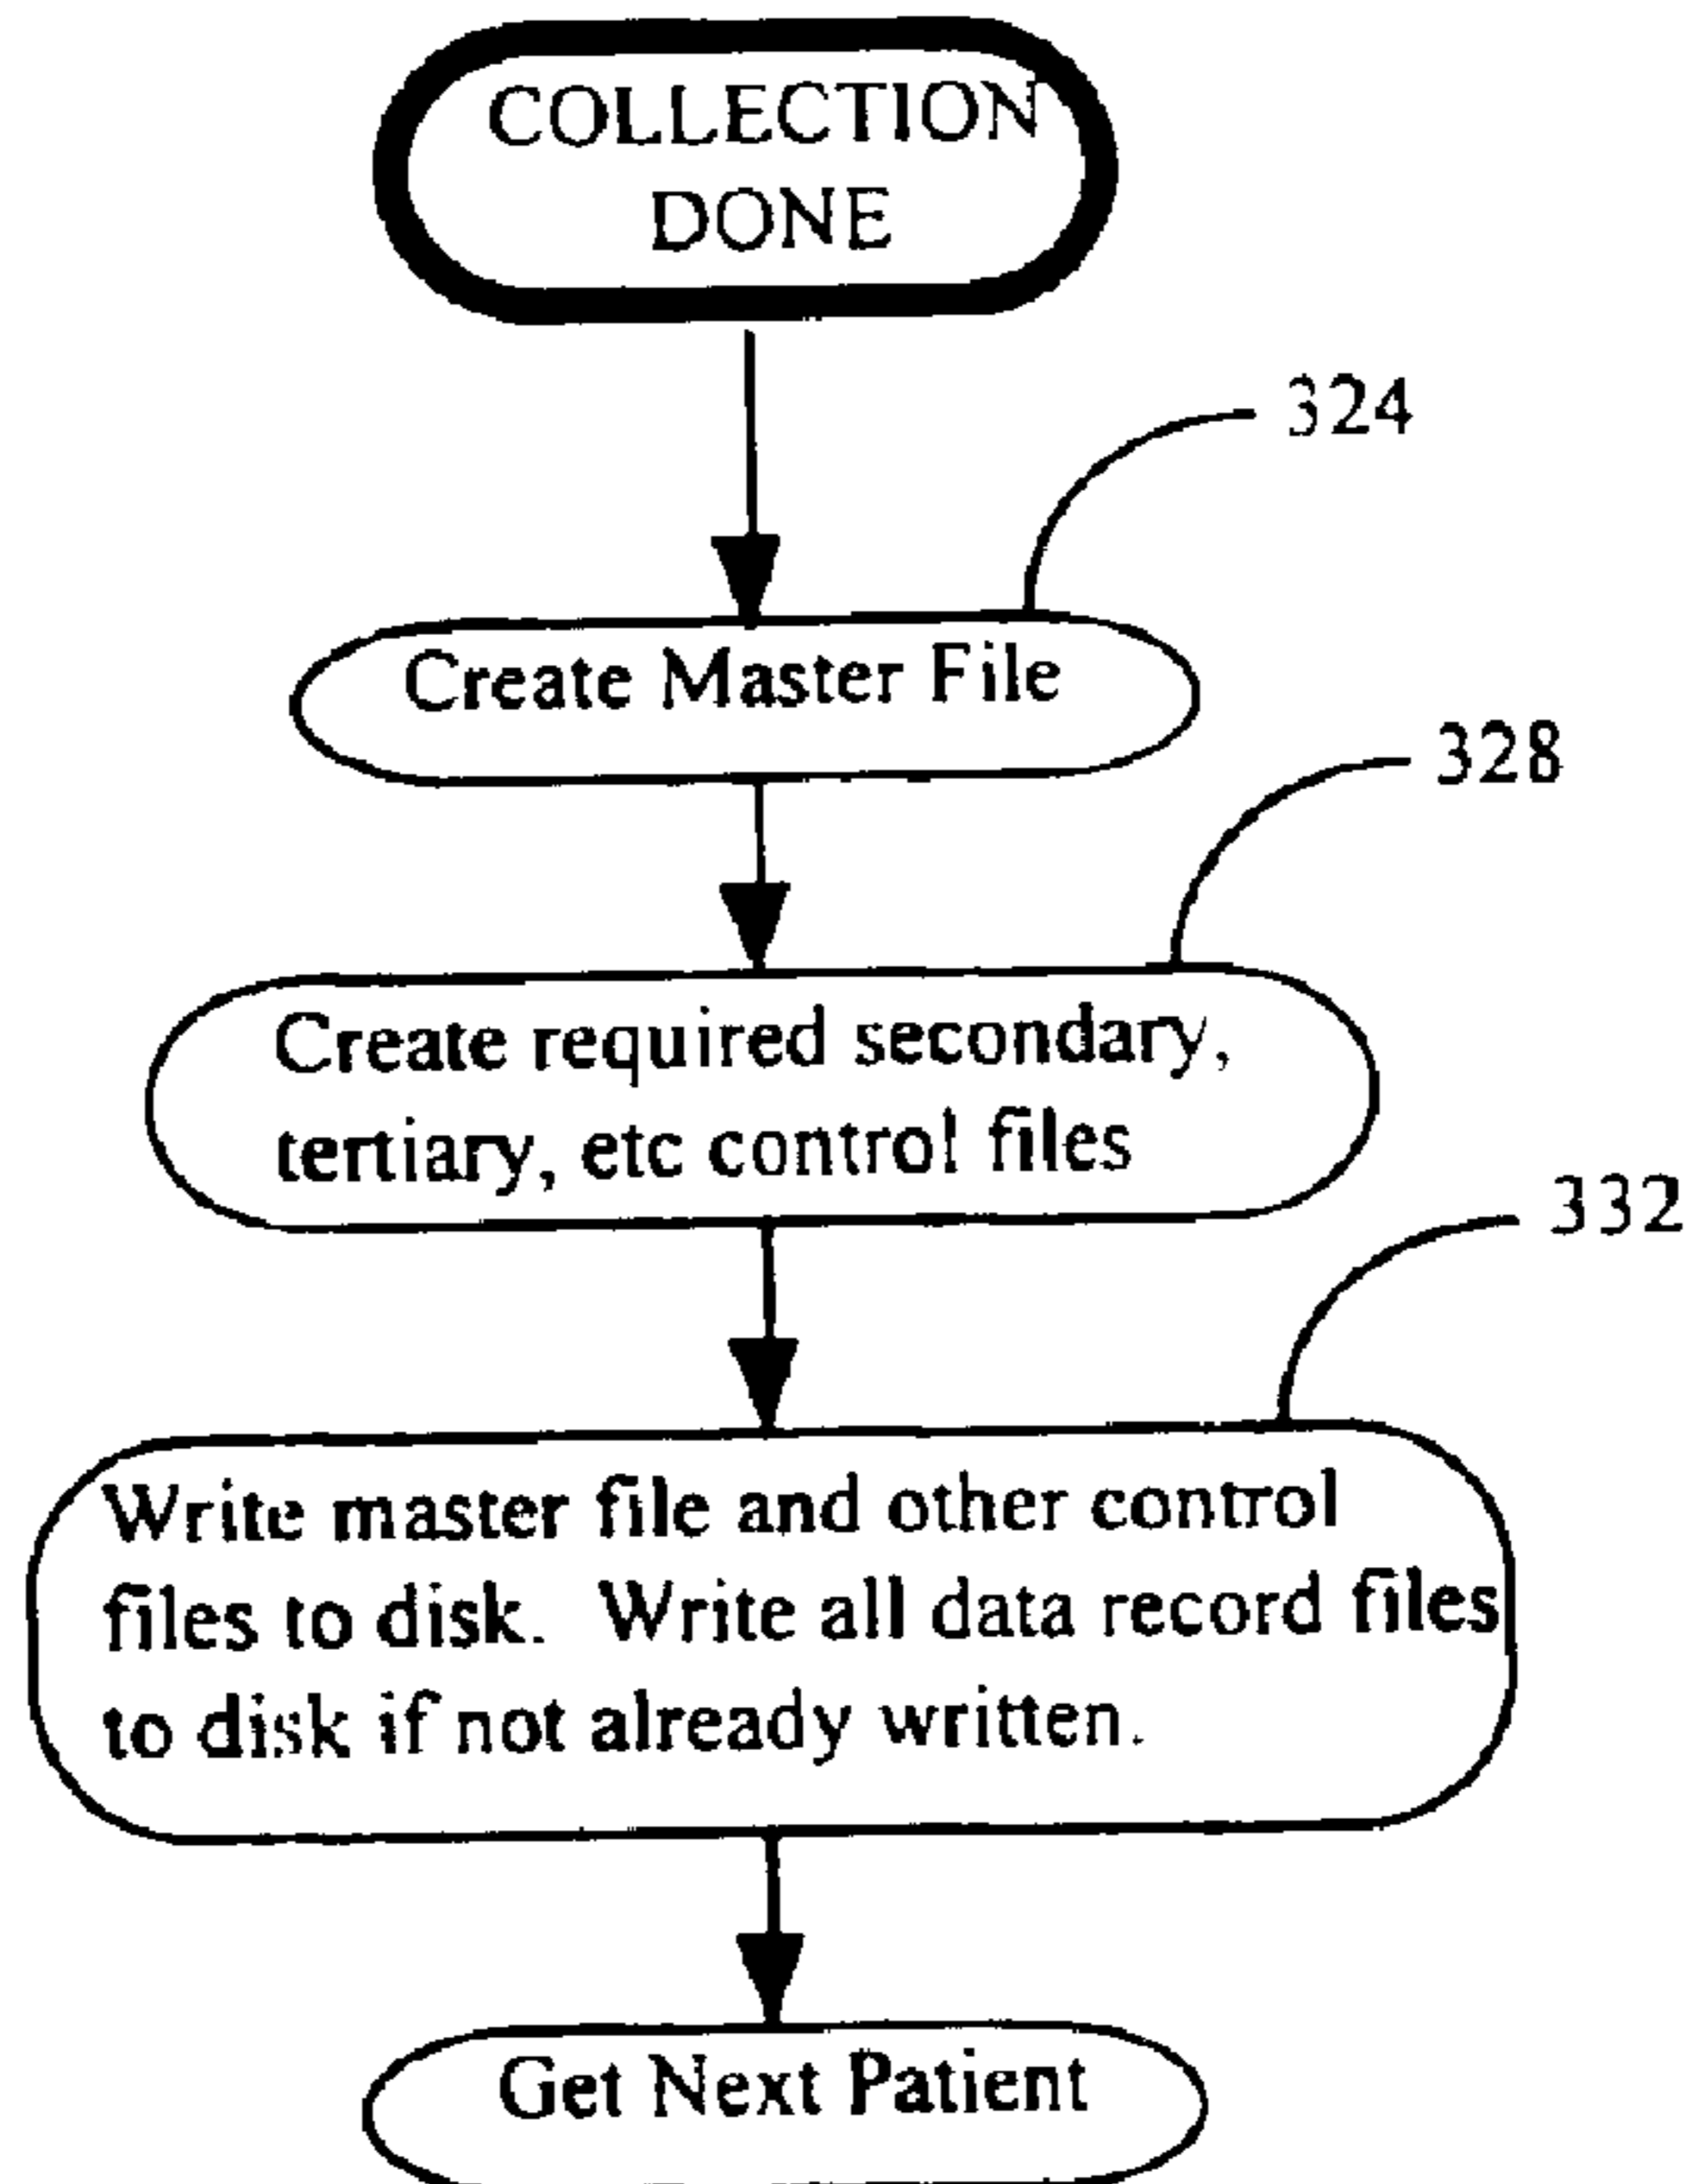 COLLECTION
DONE
324
Create Master File
328
Create required secondary,
tertiary, etc control files
332
Write master file and other control
files to disk. Write all data record files
to disk if not already written.
Get Next Patient